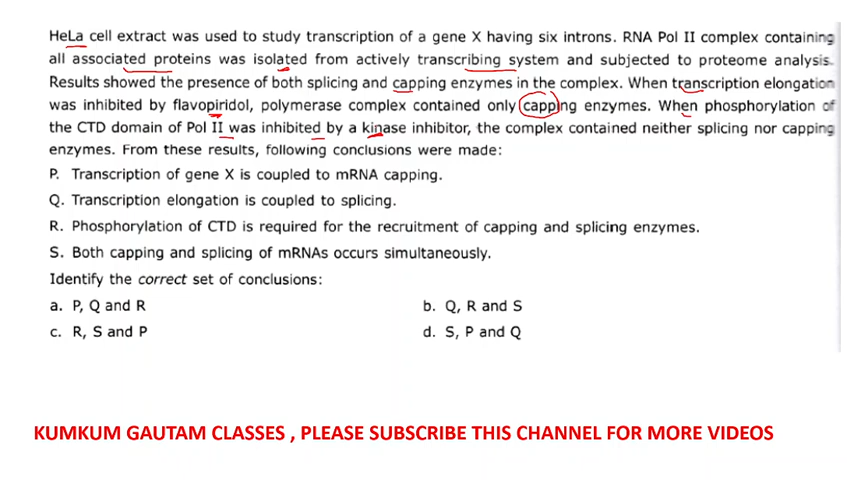 HeLa cell extract was used to study transcription of a gene X having six introns. RNA Pol II complex containing
all associated proteins was isolated from actively transcribing system and subjected to proteome analysis.
Results showed the presence of both splicing and capping enzymes in the complex. When transcription elongation
was inhibited by flavopiridol, polymerase complex contained only capping enzymes. When phosphorylation of
the CTD domain of Pol II was inhibited by a kinase inhibitor, the complex contained neither splicing nor capping
enzymes. From these results, following conclusions were made:
P. Transcription of gene X is coupled to mRNA capping.
Q. Transcription elongation is coupled to splicing.
R. Phosphorylation of CTD is required for the recruitment of capping and splicing enzymes.
S. Both capping and splicing of mRNAs occurs simultaneously.
Identify the correct set of conclusions:
a. P, Q and R
b. Q, R and S
c. R, S and P
d. S, P and Q
KUMKUM GAUTAM CLASSES , PLEASE SUBSCRIBE THIS CHANNEL FOR MORE VIDEOS